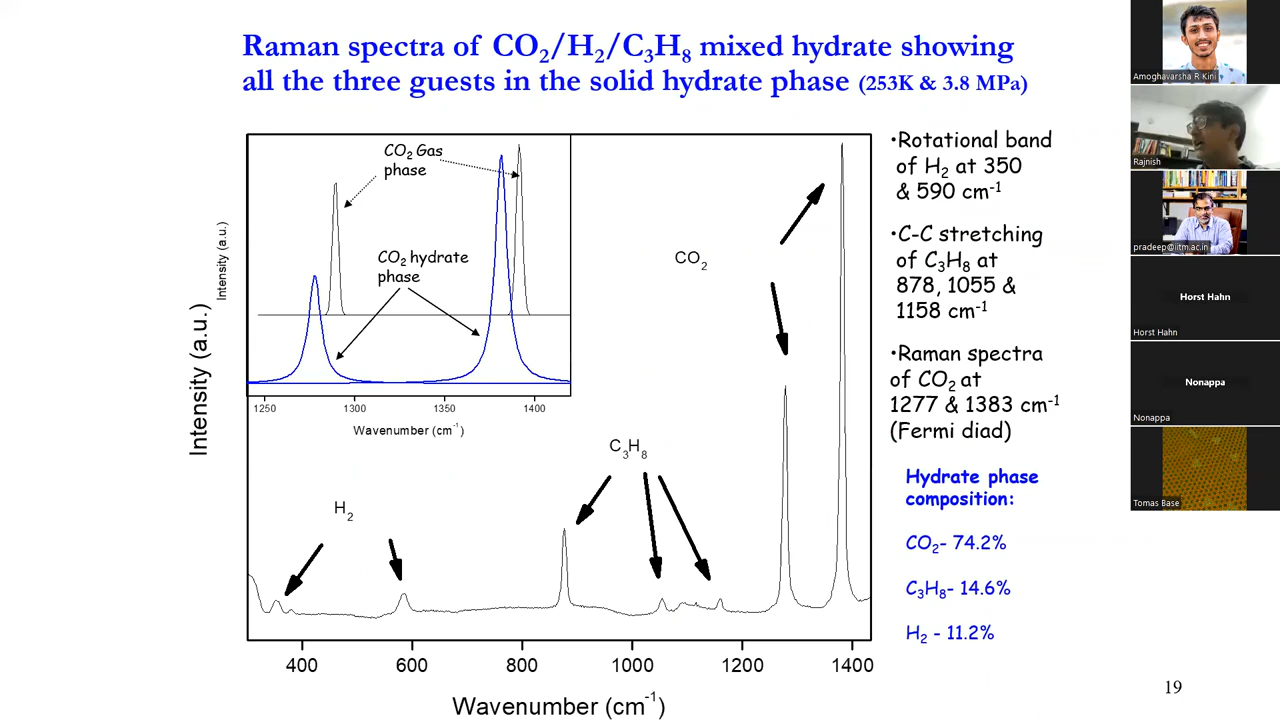 Raman spectra of CO₂/H₂/C₃H₈ mixed hydrate showing
all the three guests in the solid hydrate phase (253K & 3.8 MPa)
CO₂ Gas
phase
CO₂ hydrate
phase
Intensity (a.u.)
1250 1300 1350 1400
Wavenumber (cm⁻¹)
CO₂
C₃H₈
H₂
Intensity (a.u.)
400 600 800 1000 1200 1400
Wavenumber (cm⁻¹)
•Rotational band
of H₂ at 350
& 590 cm⁻¹
•C-C stretching
of C₃H₈ at
878, 1055 &
1158 cm⁻¹
•Raman spectra
of CO₂ at
1277 & 1383 cm⁻¹
(Fermi diad)
Hydrate phase
composition:
CO₂- 74.2%
C₃H₈- 14.6%
H₂ - 11.2%
19
Amoghavarsha R Kini
Rajnish
pradeep@iitm.ac.in
Horst Hahn
Horst Hahn
Nonappa
Nonappa
Tomas Base